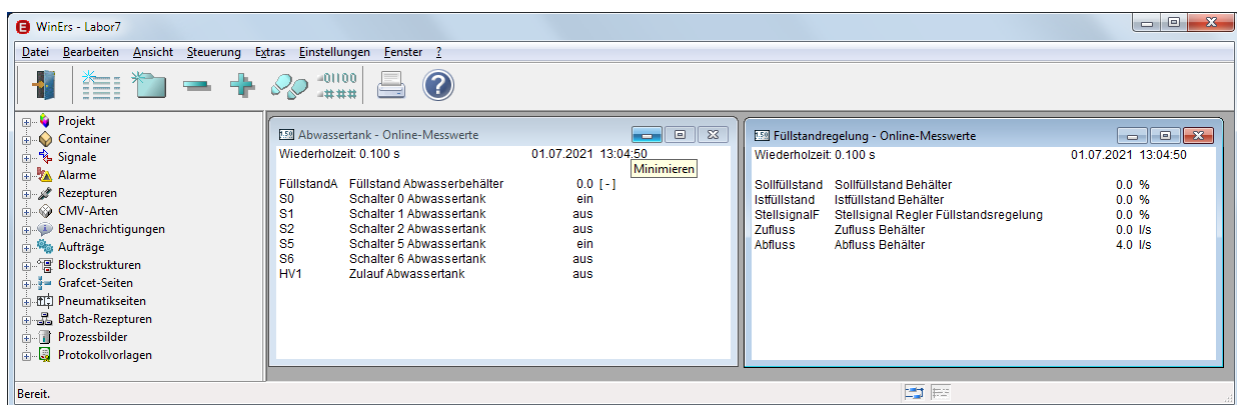 WinErs - Labor7
Datei Bearbeiten Ansicht Steuerung Extras Einstellungen Fenster ?
01100
###
?
Projekt
Container
Signale
Alarme
Rezepturen
CMV-Arten
Benachrichtigungen
Aufträge
Blockstrukturen
Grafcet-Seiten
Pneumatikseiten
Batch-Rezepturen
Prozessbilder
Protokollvorlagen
Abwassertank - Online-Messwerte
Wiederholzeit: 0.100 s 01.07.2021 13:04:50
Minimieren
FüllstandA Füllstand Abwasserbehälter 0.0 [ - ]
S0 Schalter 0 Abwassertank ein
S1 Schalter 1 Abwassertank aus
S2 Schalter 2 Abwassertank aus
S5 Schalter 5 Abwassertank ein
S6 Schalter 6 Abwassertank aus
HV1 Zulauf Abwassertank aus
Füllstandregelung - Online-Messwerte
Wiederholzeit: 0.100 s 01.07.2021 13:04:50
Sollfüllstand Sollfüllstand Behälter 0.0 %
Istfüllstand Istfüllstand Behälter 0.0 %
StellsignalF Stellsignal Regler Füllstandsregelung 0.0 %
Zufluss Zufluss Behälter 0.0 l/s
Abfluss Abfluss Behälter 4.0 l/s
Bereit.